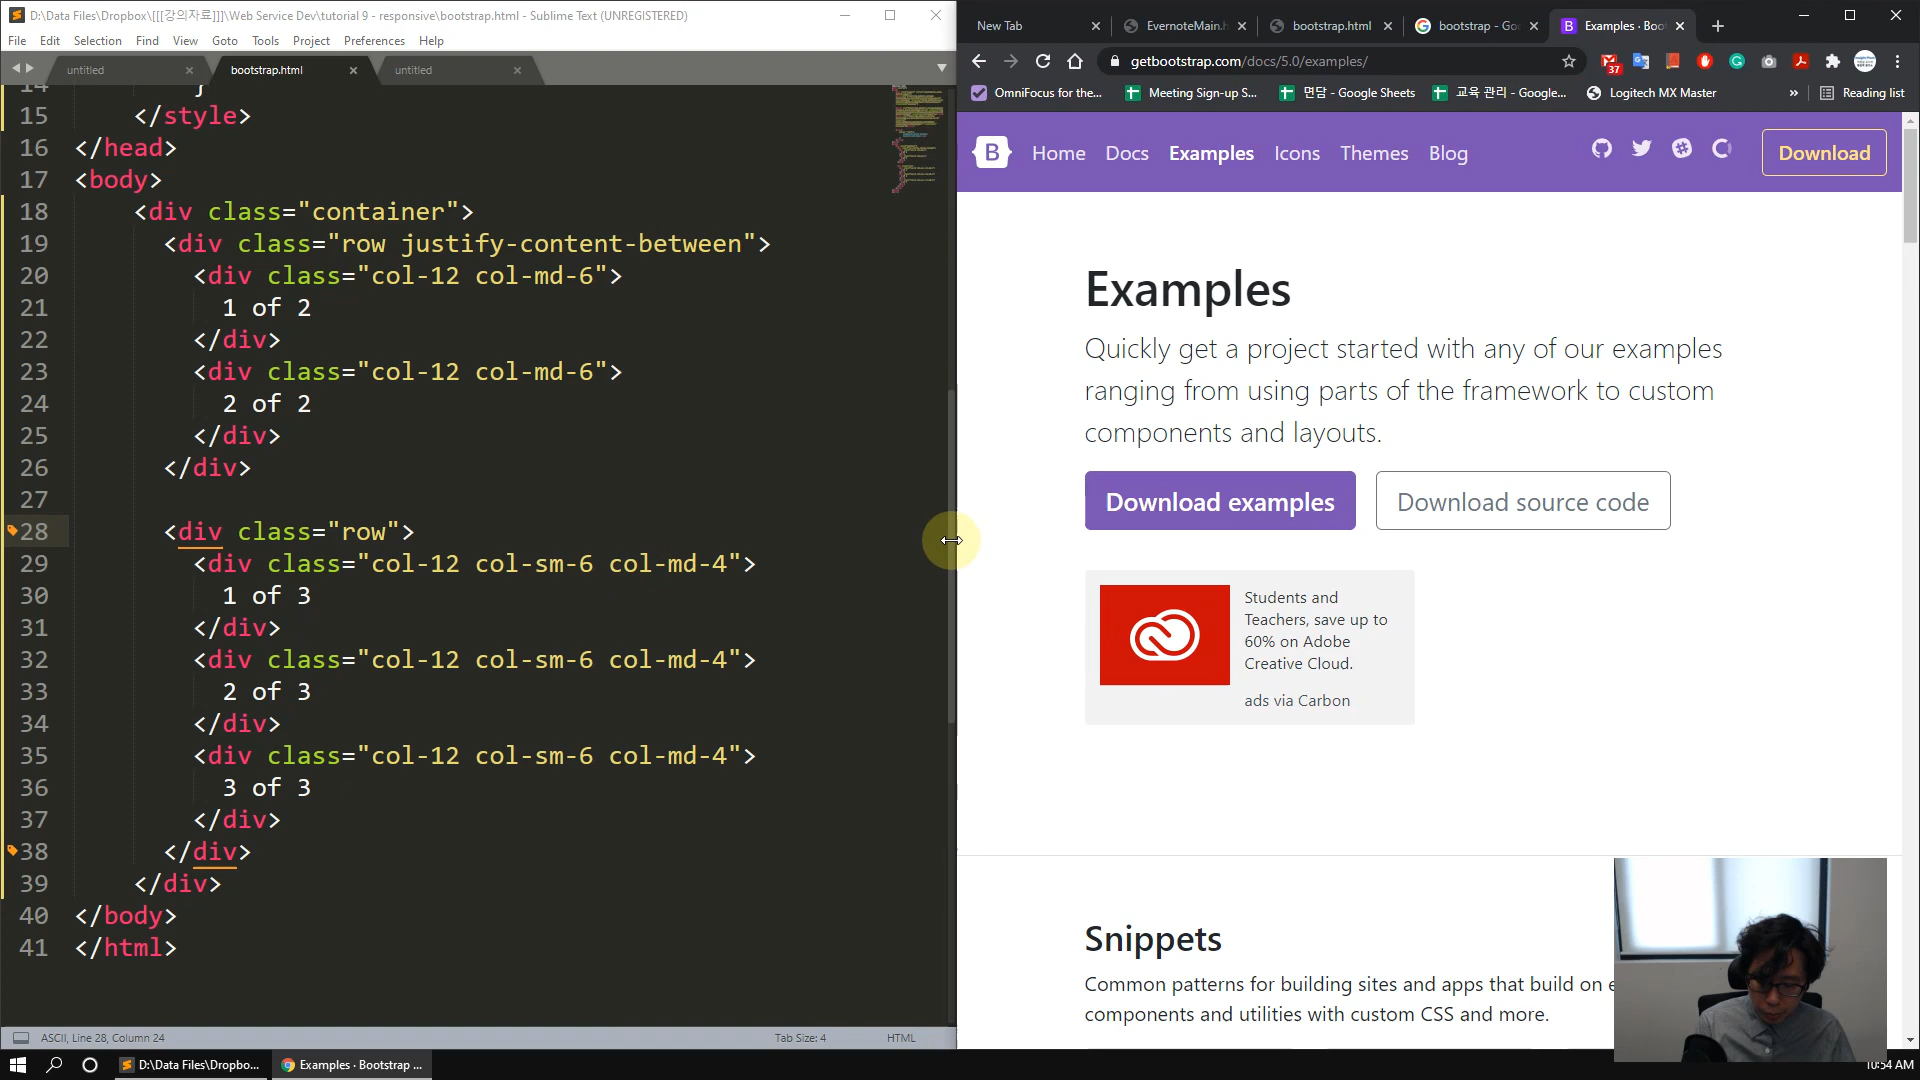 D:\Data Files\Dropbox\[[[강의자료]]]\Web Service Dev\tutorial 9 - responsive\bootstrap.html - Sublime Text (UNREGISTERED)
File Edit Selection Find View Goto Tools Project Preferences Help
untitled bootstrap.html untitled
14 }
15 </style>
16 </head>
17 <body>
18 <div class="container">
19 <div class="row justify-content-between">
20 <div class="col-12 col-md-6">
21 1 of 2
22 </div>
23 <div class="col-12 col-md-6">
24 2 of 2
25 </div>
26 </div>
27
28 <div class="row">
29 <div class="col-12 col-sm-6 col-md-4">
30 1 of 3
31 </div>
32 <div class="col-12 col-sm-6 col-md-4">
33 2 of 3
34 </div>
35 <div class="col-12 col-sm-6 col-md-4">
36 3 of 3
37 </div>
38 </div>
39 </div>
40 </body>
41 </html>
ASCII, Line 28, Column 24 Tab Size: 4 HTML
New Tab EvernoteMain.h bootstrap.html bootstrap - Go Examples · Boo
getbootstrap.com/docs/5.0/examples/
37
OmniFocus for the... Meeting Sign-up S... 면담 - Google Sheets 교육 관리 - Google... Logitech MX Master » Reading list
B Home Docs Examples Icons Themes Blog Download
Examples
Quickly get a project started with any of our examples
ranging from using parts of the framework to custom
components and layouts.
Download examples Download source code
Students and
Teachers, save up to
60% on Adobe
Creative Cloud.
ads via Carbon
Snippets
Common patterns for building sites and apps that build on e
components and utilities with custom CSS and more.
D:\Data Files\Dropbo... Examples · Bootstrap ... 10:54 AM